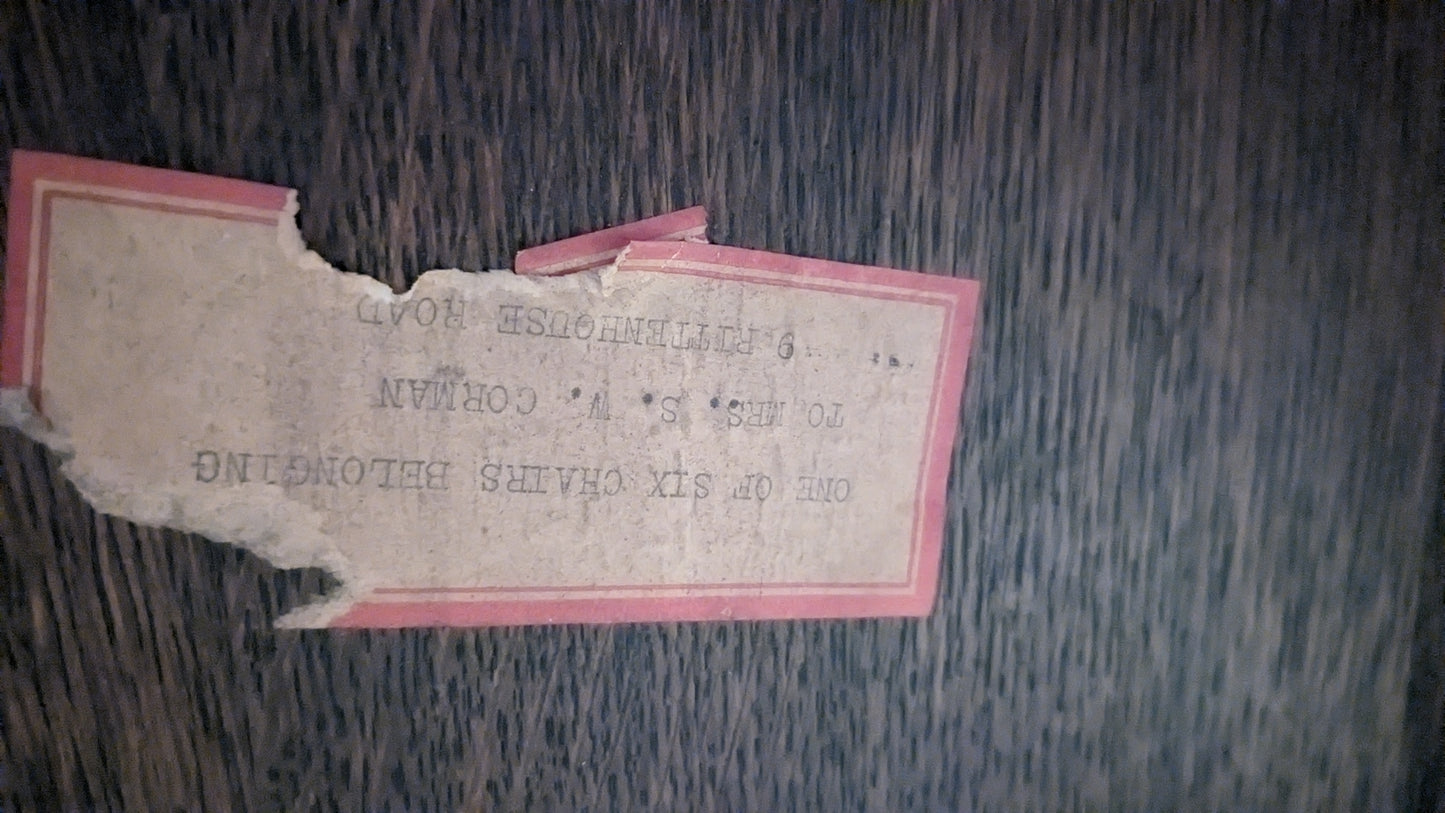 ONE OF SIX CHAIRS BELONGING
TO MRS. S. W. CORMAN
9 RITTENHOUSE ROAD